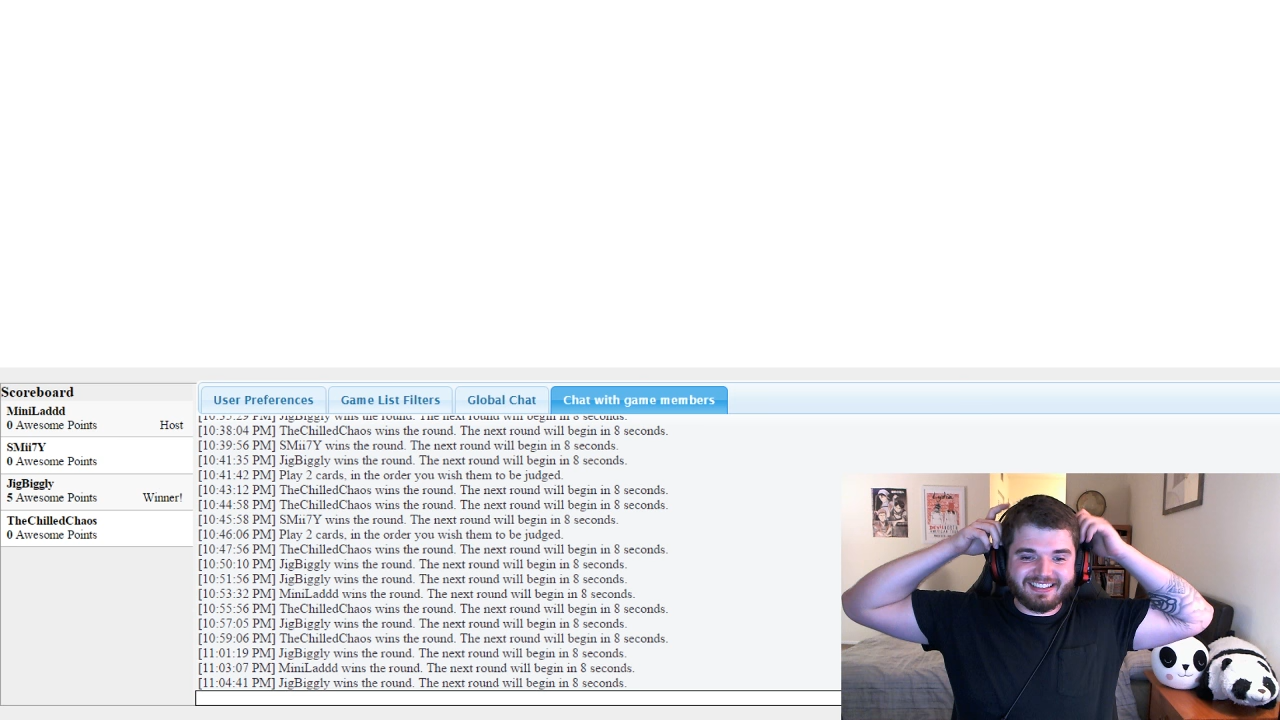 Scoreboard
MiniLaddd
0 Awesome Points Host
SMii7Y
0 Awesome Points
JigBiggly
5 Awesome Points Winner!
TheChilledChaos
0 Awesome Points
User Preferences Game List Filters Global Chat Chat with game members
[10:35:29 PM] JigBiggly wins the round. The next round will begin in 8 seconds.
[10:38:04 PM] TheChilledChaos wins the round. The next round will begin in 8 seconds.
[10:39:56 PM] SMii7Y wins the round. The next round will begin in 8 seconds.
[10:41:35 PM] JigBiggly wins the round. The next round will begin in 8 seconds.
[10:41:42 PM] Play 2 cards, in the order you wish them to be judged.
[10:43:12 PM] TheChilledChaos wins the round. The next round will begin in 8 seconds.
[10:44:58 PM] TheChilledChaos wins the round. The next round will begin in 8 seconds.
[10:45:58 PM] SMii7Y wins the round. The next round will begin in 8 seconds.
[10:46:06 PM] Play 2 cards, in the order you wish them to be judged.
[10:47:56 PM] TheChilledChaos wins the round. The next round will begin in 8 seconds.
[10:50:10 PM] JigBiggly wins the round. The next round will begin in 8 seconds.
[10:51:56 PM] JigBiggly wins the round. The next round will begin in 8 seconds.
[10:53:32 PM] MiniLaddd wins the round. The next round will begin in 8 seconds.
[10:55:56 PM] TheChilledChaos wins the round. The next round will begin in 8 seconds.
[10:57:05 PM] JigBiggly wins the round. The next round will begin in 8 seconds.
[10:59:06 PM] TheChilledChaos wins the round. The next round will begin in 8 seconds.
[11:01:19 PM] JigBiggly wins the round. The next round will begin in 8 seconds.
[11:03:07 PM] MiniLaddd wins the round. The next round will begin in 8 seconds.
[11:04:41 PM] JigBiggly wins the round. The next round will begin in 8 seconds.